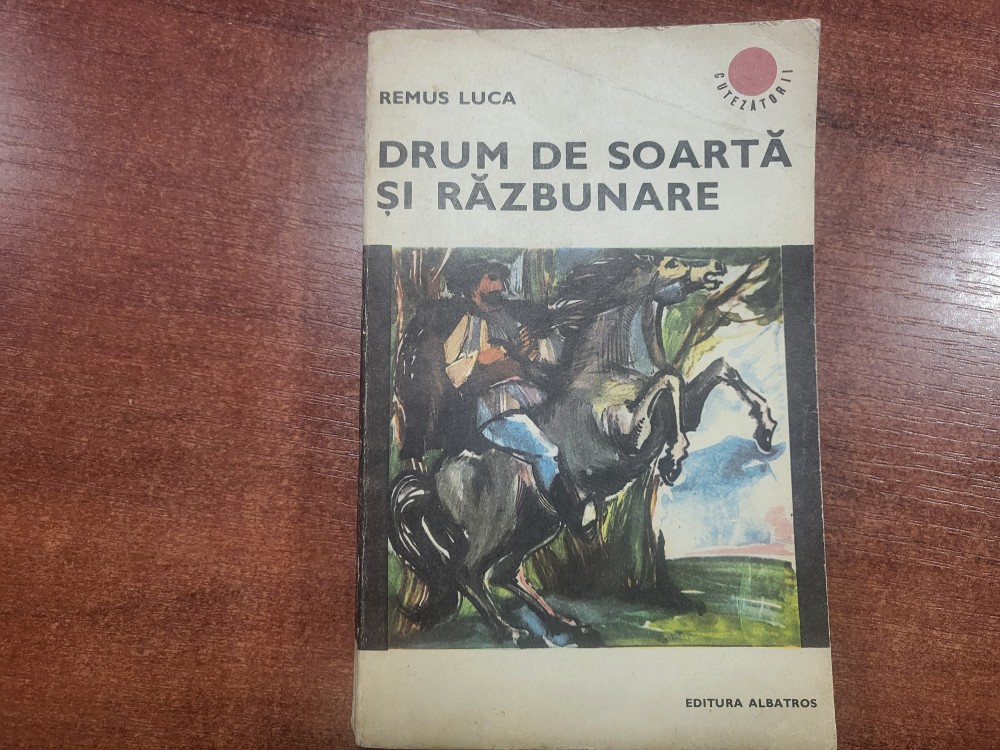 CUTEZĂTORII
REMUS LUCA
DRUM DE SOARTĂ
ȘI RĂZBUNARE
EDITURA ALBATROS